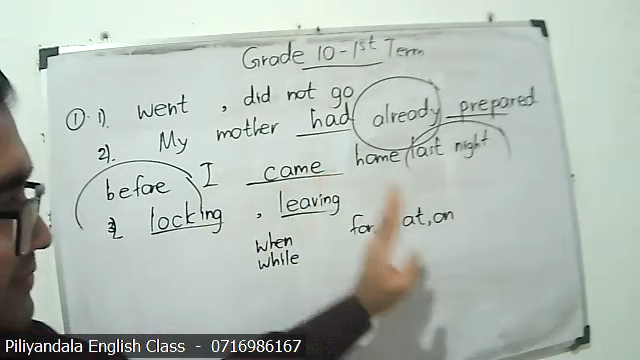 Grade 10-1st Term
① 1). went , did not go
2). My mother had already prepared
before I came home last night
3. locking , leaving
when for, at, on
while
Piliyandala English Class - 0716986167